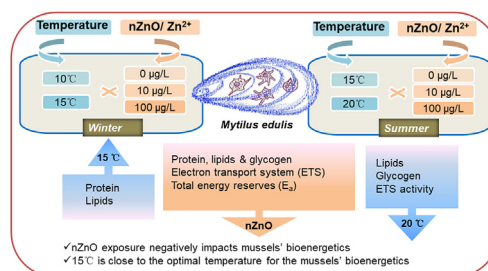 Temperature
nZnO/ Zn²⁺
Temperature
nZnO/ Zn²⁺
10℃
15℃
0 µg/L
10 µg/L
100 µg/L
Winter
Mytilus edulis
15℃
20℃
0 µg/L
10 µg/L
100 µg/L
Summer
15 ℃
Protein
Lipids
Protein, lipids & glycogen
Electron transport system (ETS)
Total energy reserves (Eₐ)
nZnO
Lipids
Glycogen
ETS activity
20 ℃
✓nZnO exposure negatively impacts mussels' bioenergetics
✓15℃ is close to the optimal temperature for the mussels' bioenergetics